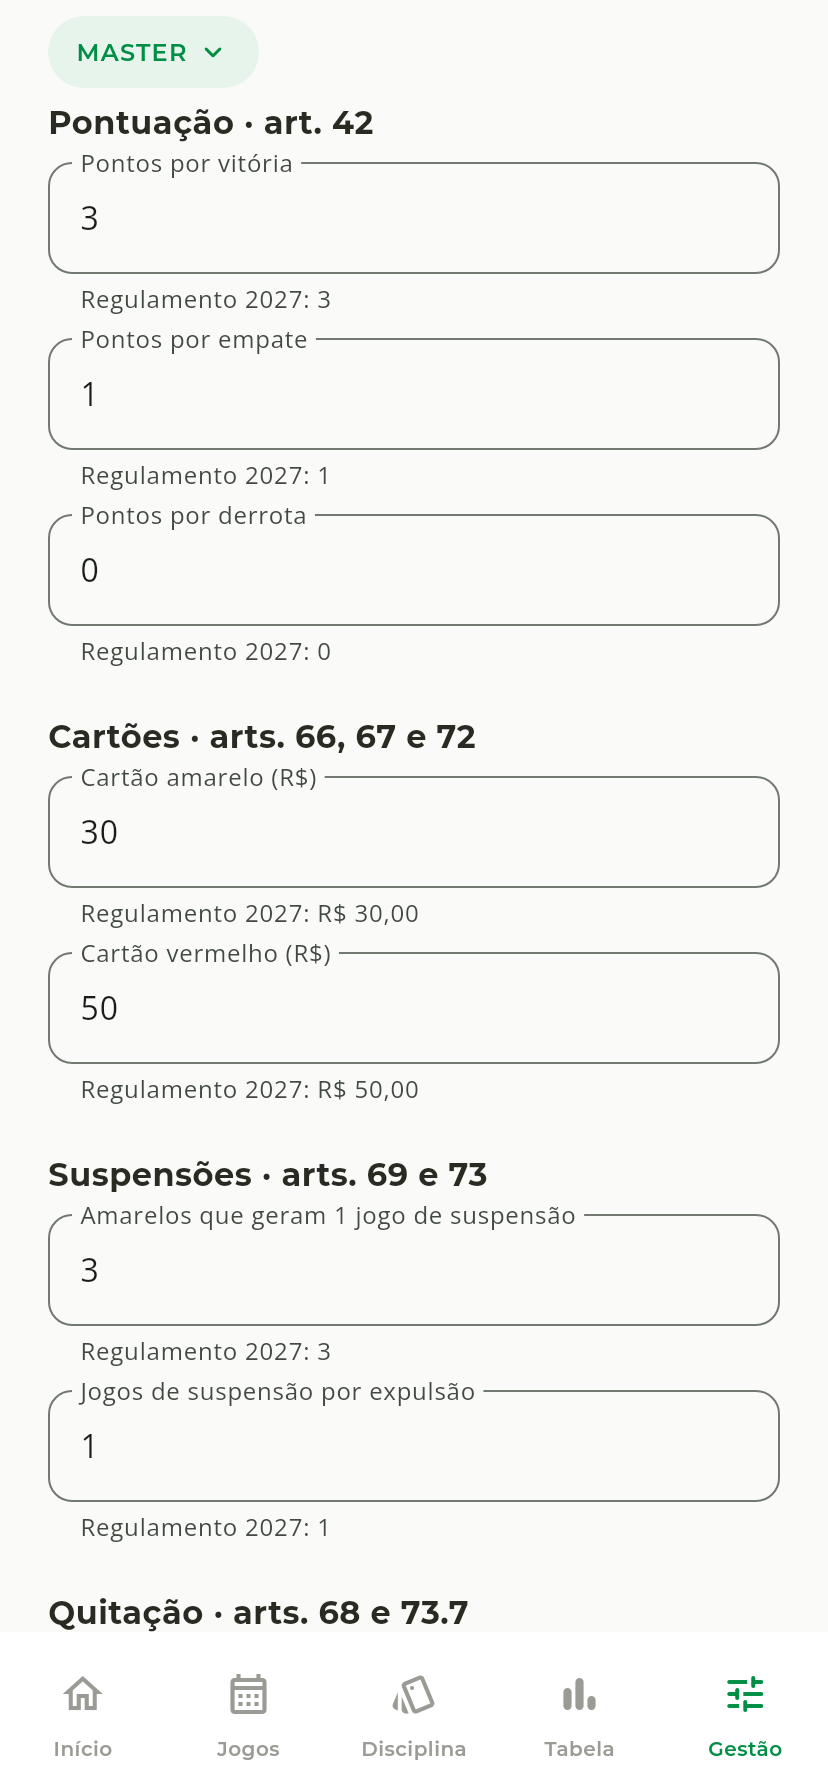 MASTER
Pontuação · art. 42
Pontos por vitória
3
Regulamento 2027: 3
Pontos por empate
1
Regulamento 2027: 1
Pontos por derrota
0
Regulamento 2027: 0
Cartões · arts. 66, 67 e 72
Cartão amarelo (R$)
30
Regulamento 2027: R$ 30,00
Cartão vermelho (R$)
50
Regulamento 2027: R$ 50,00
Suspensões · arts. 69 e 73
Amarelos que geram 1 jogo de suspensão
3
Regulamento 2027: 3
Jogos de suspensão por expulsão
1
Regulamento 2027: 1
Quitação · arts. 68 e 73.7
Início
Jogos
Disciplina
Tabela
Gestão